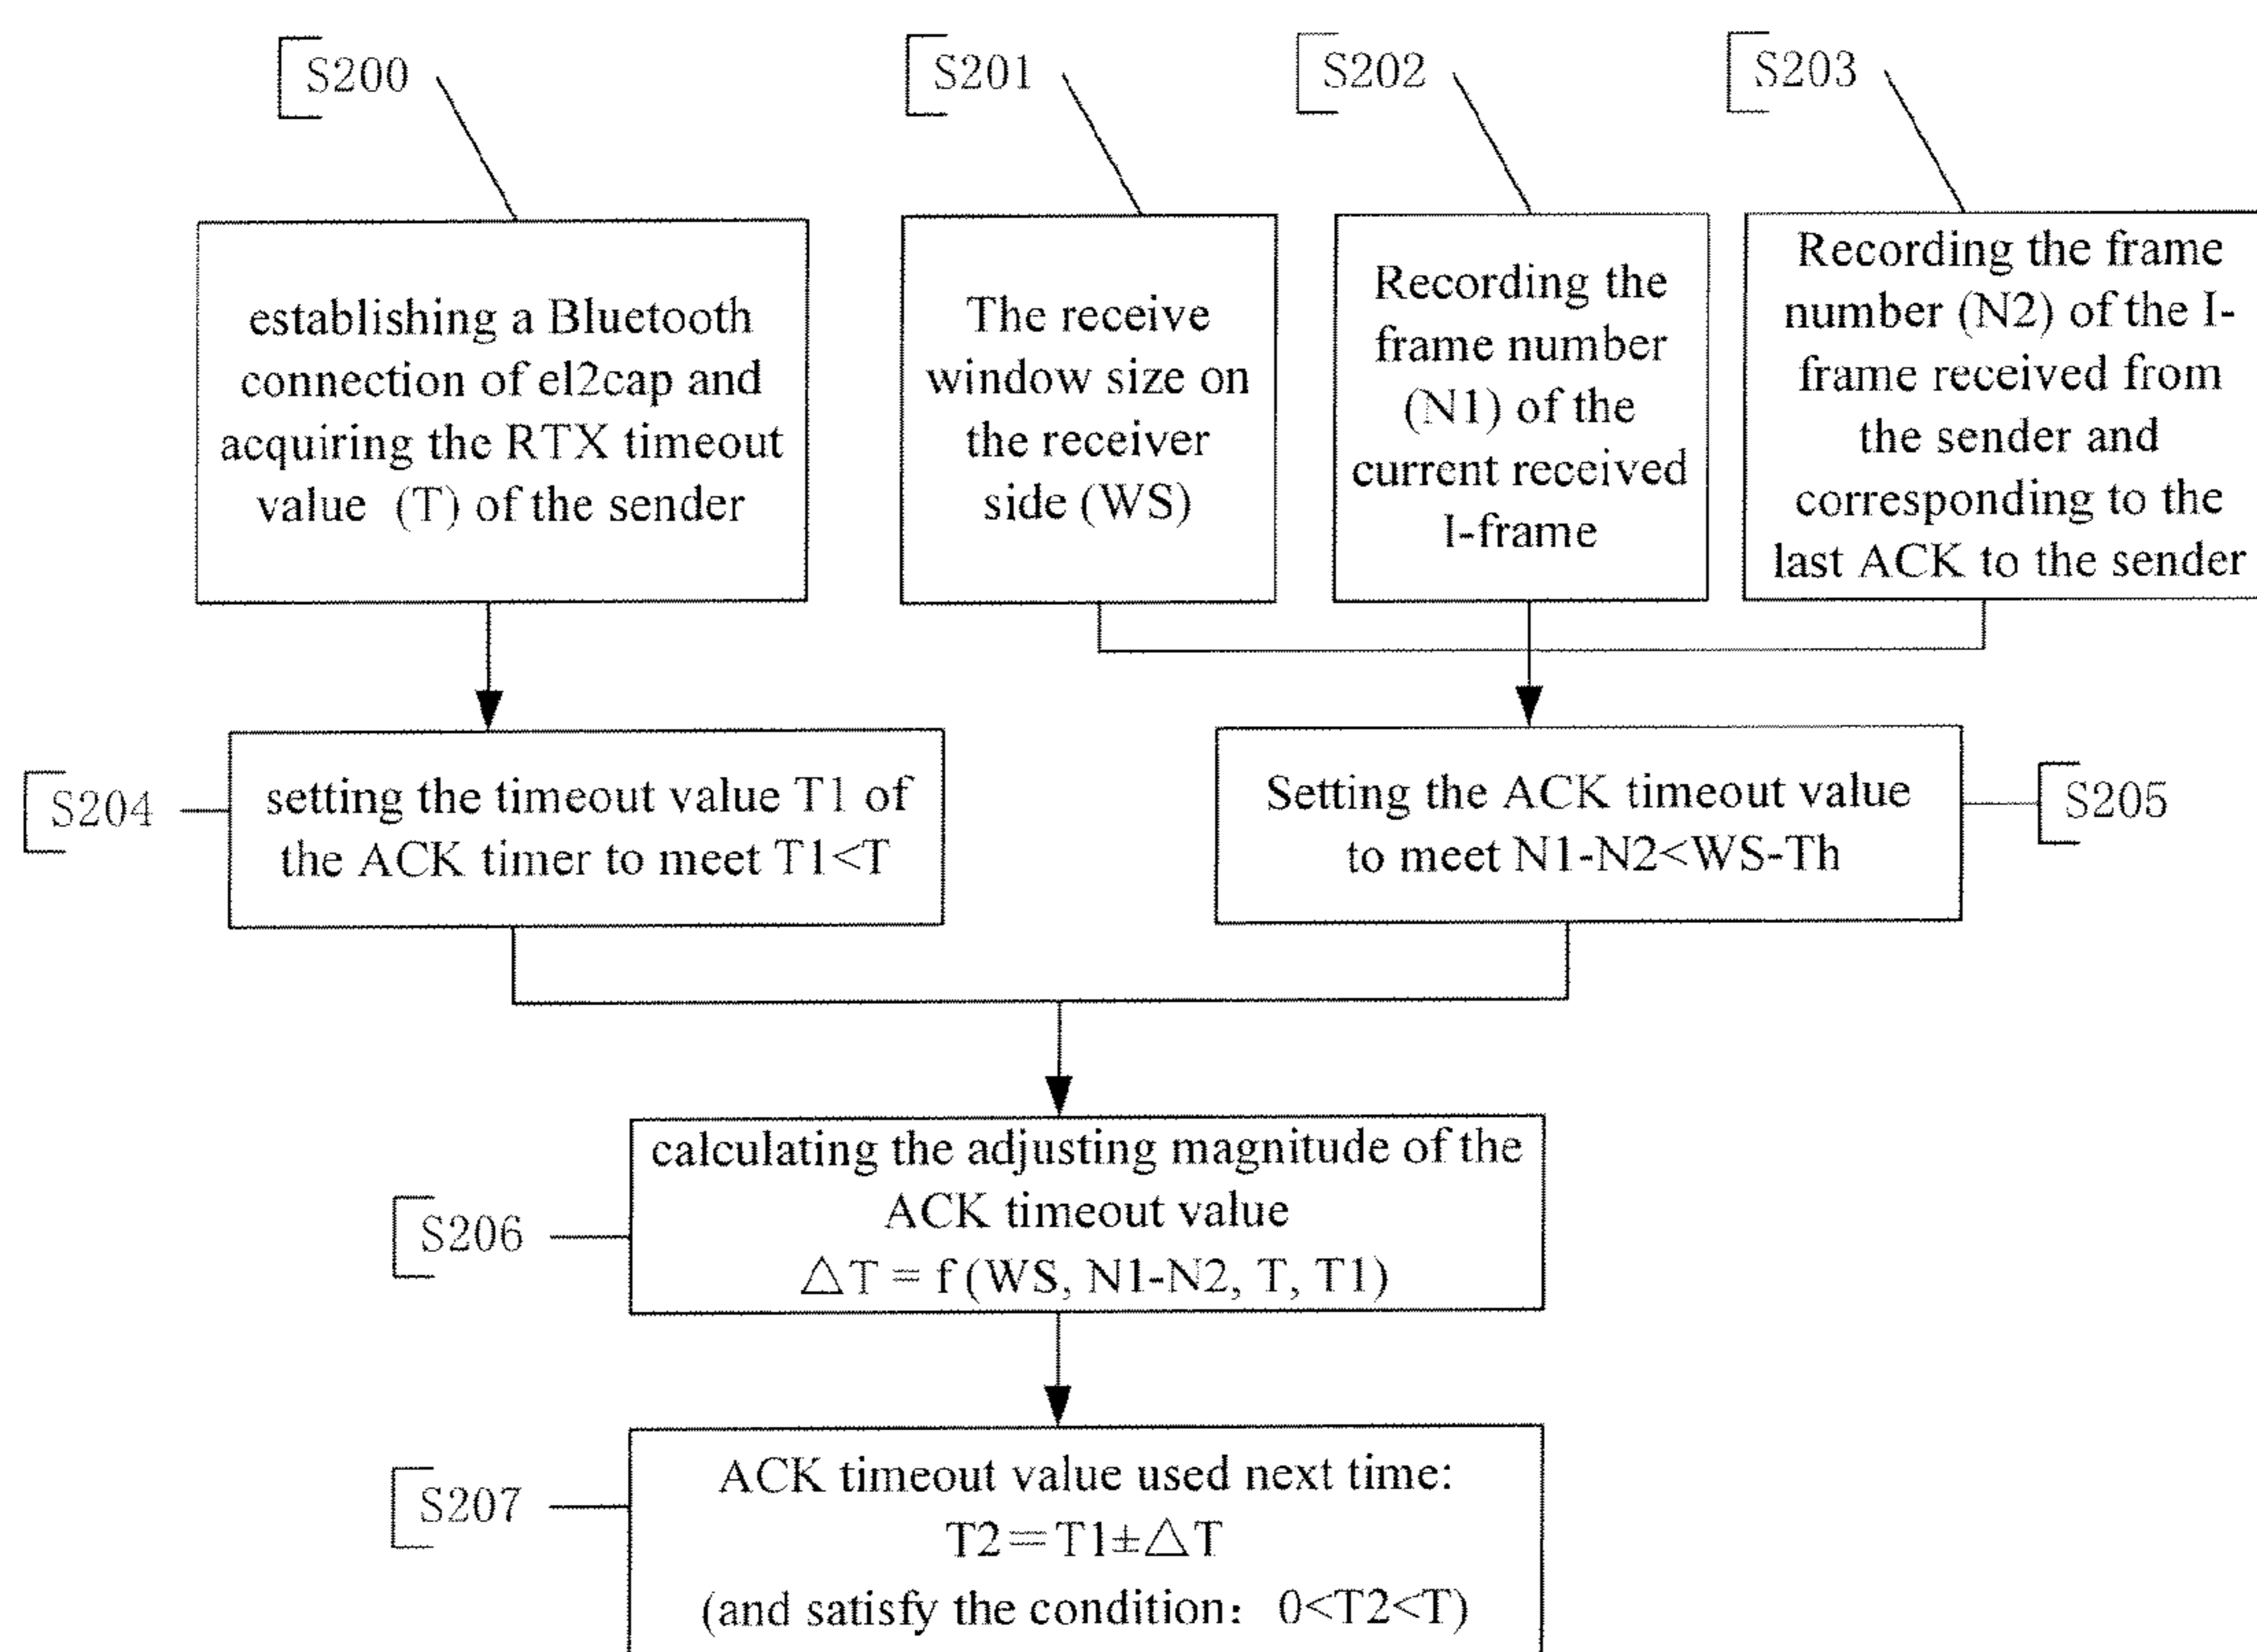 S200
S201
S202
S203
establishing a Bluetooth
connection of el2cap and
acquiring the RTX timeout
value (T) of the sender
The receive
window size on
the receiver
side (WS)
Recording the
frame number
(N1) of the
current received
I-frame
Recording the frame
number (N2) of the I-
frame received from
the sender and
corresponding to the
last ACK to the sender
S204
setting the timeout value T1 of
the ACK timer to meet T1<T
Setting the ACK timeout value
to meet N1-N2<WS-Th
S205
calculating the adjusting magnitude of the
ACK timeout value
△T = f (WS, N1-N2, T, T1)
S206
ACK timeout value used next time:
T2=T1±△T
(and satisfy the condition: 0<T2<T)
S207